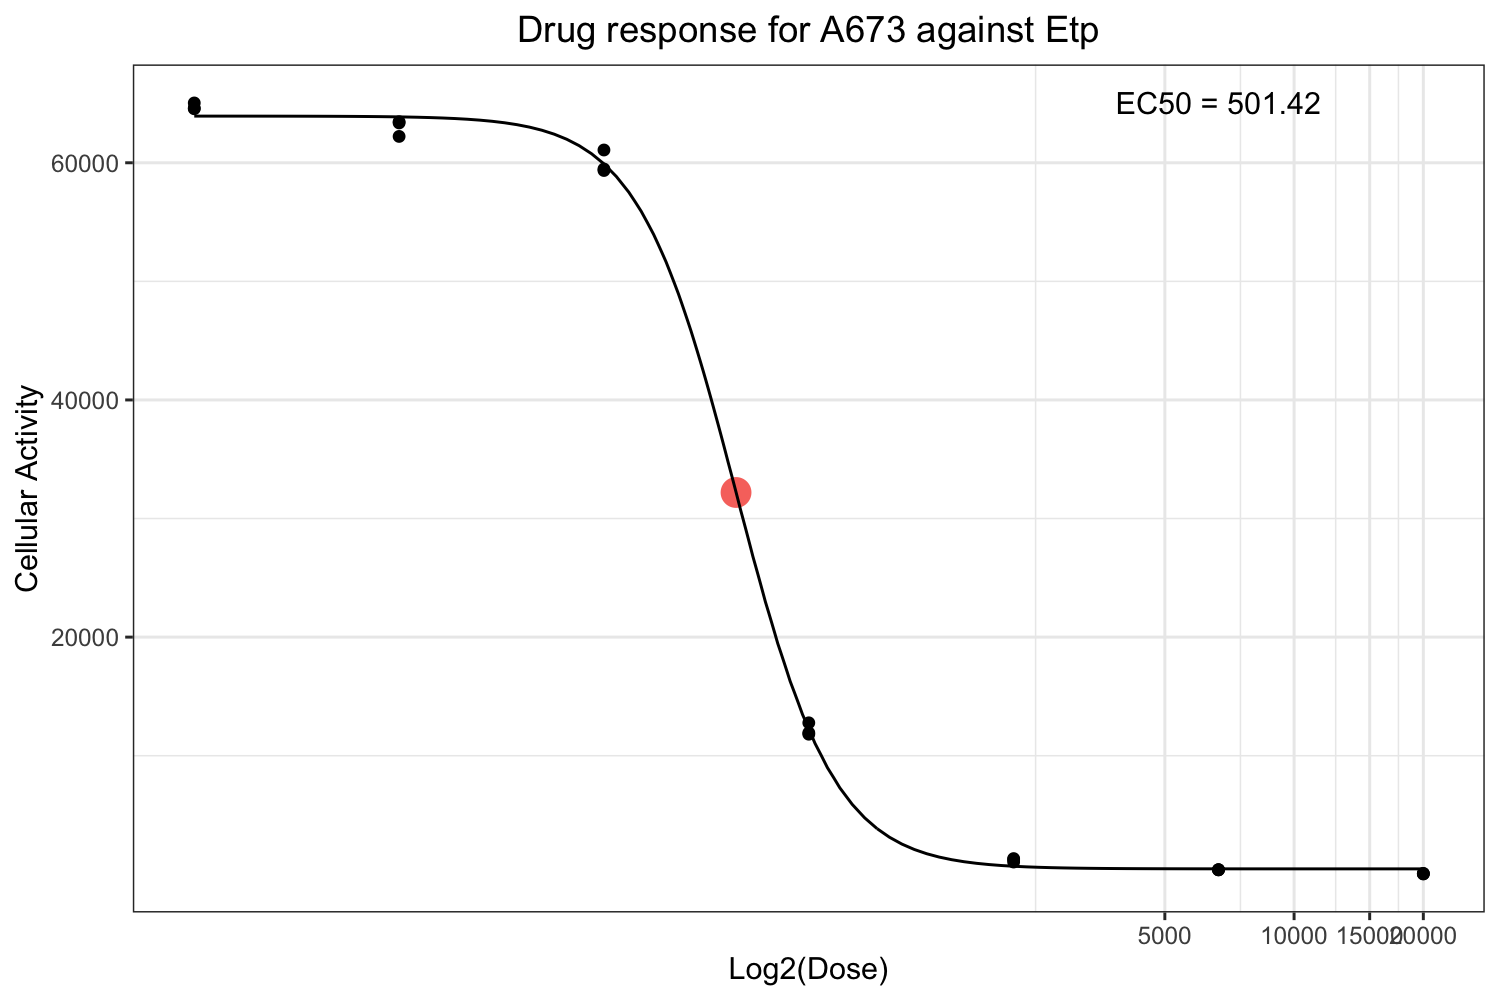 Drug response for A673 against Etp
EC50 = 501.42
60000
40000
20000
Cellular Activity
5000 10000 15000 20000
Log2(Dose)